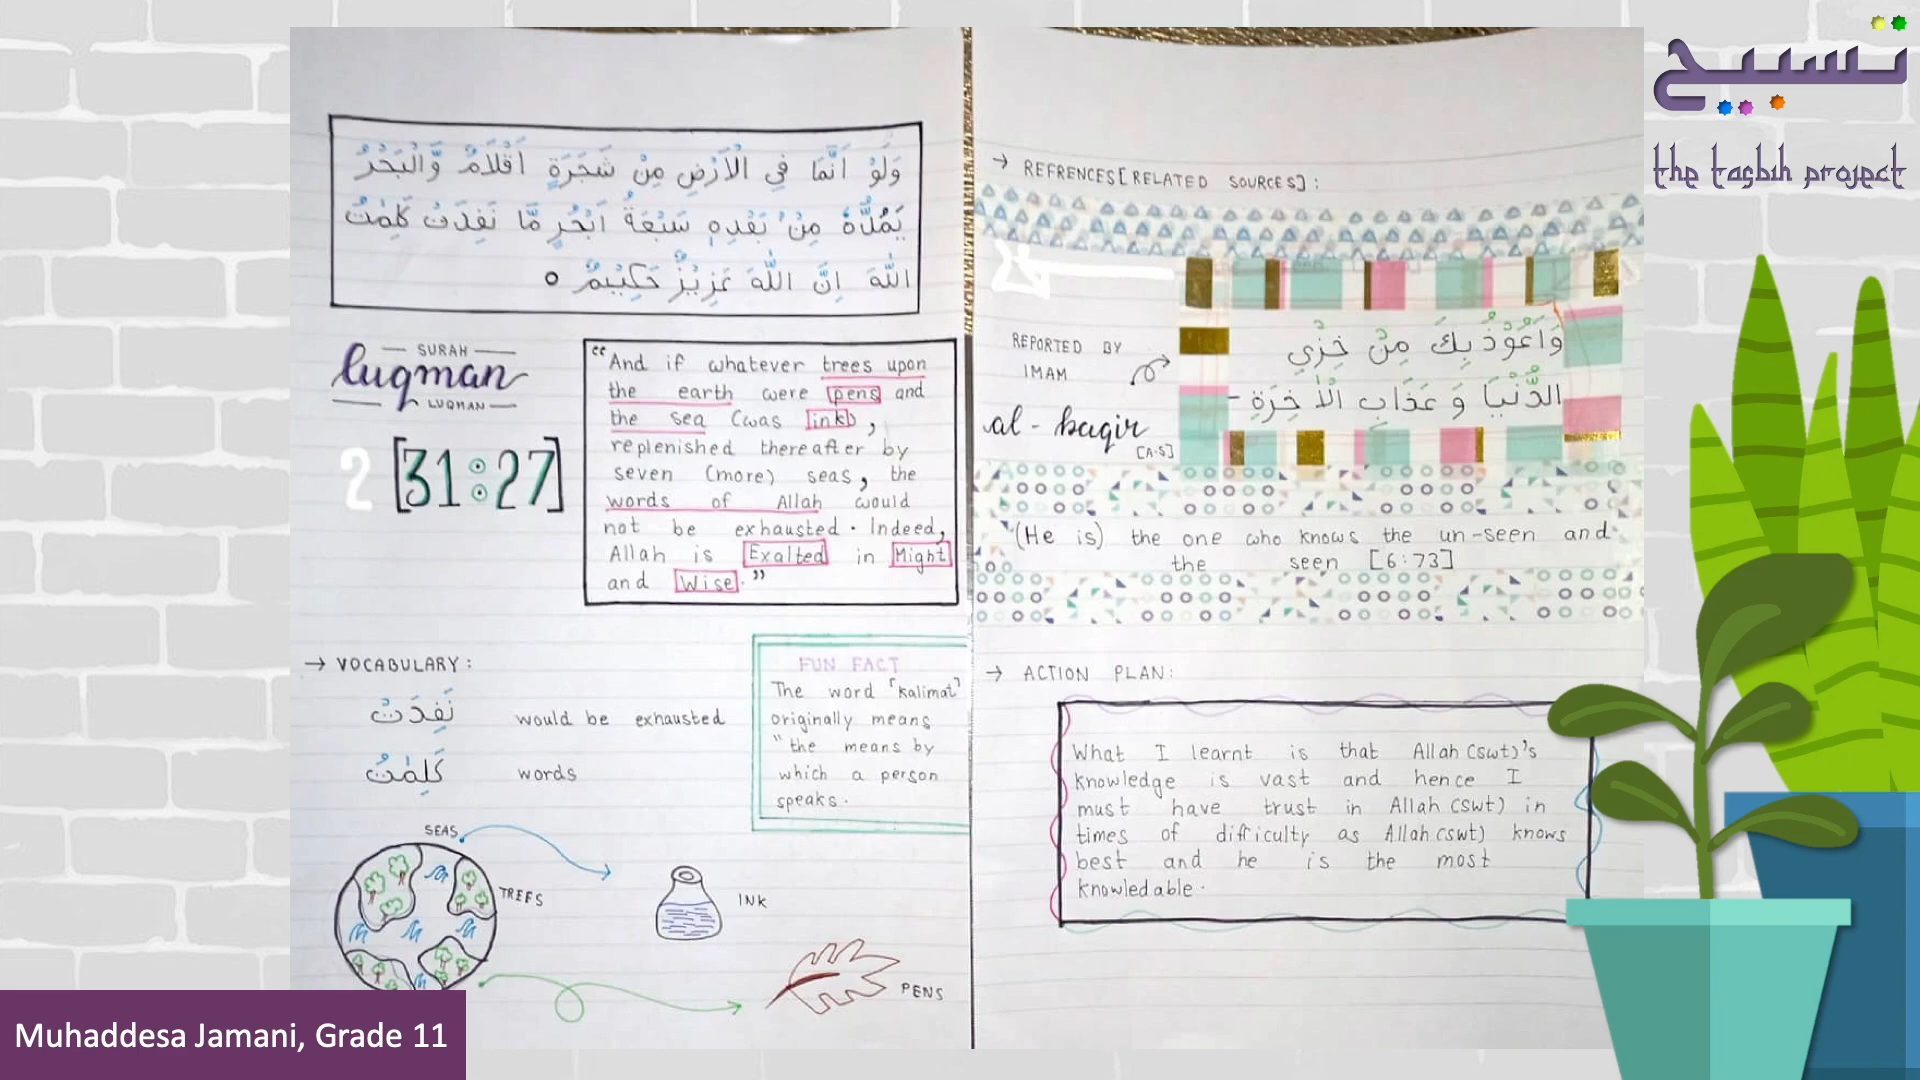 وَلَوْ اَنَّمَا فِي الْاَرْضِ مِنْ شَجَرَةٍ اَقْلَامٌ وَّالْبَحْرُ
يَمُدُّهٗ مِنْۢ بَعْدِهٖ سَبْعَةُ اَبْحُرٍ مَّا نَفِدَتْ كَلِمٰتُ
اللّٰهَ اِنَّ اللّٰهَ عَزِيْزٌ حَكِيْمٌ ○
SURAH
luqman
LUQMAN
2 [31:27]
"And if whatever trees upon
the earth were pens and
the sea (was ink),
replenished thereafter by
seven (more) seas, the
words of Allah would
not be exhausted. Indeed,
Allah is Exalted in Might
and Wise."
→ VOCABULARY:
نَفِدَتْ would be exhausted
كَلِمٰتُ words
FUN FACT
The word "kalimat"
originally means
"the means by
which a person
speaks.
SEAS
TREES
INK
PENS
→ REFRENCES[RELATED SOURCES]:
REPORTED BY
IMAM
al-baqir
[A.S]
وَاَعُوْذُ بِكَ مِنْ خِزْيِ
الدُّنْيَا وَ عَذَابِ الْاٰخِرَةِ -
"(He is) the one who knows the un-seen and
the seen [6:73]
→ ACTION PLAN:
What I learnt is that Allah (swt)'s
knowledge is vast and hence I
must have trust in Allah (swt) in
times of difficulty as Allah (swt) knows
best and he is the most
knowledable.
تسبيح
the tasbih project
Muhaddesa Jamani, Grade 11